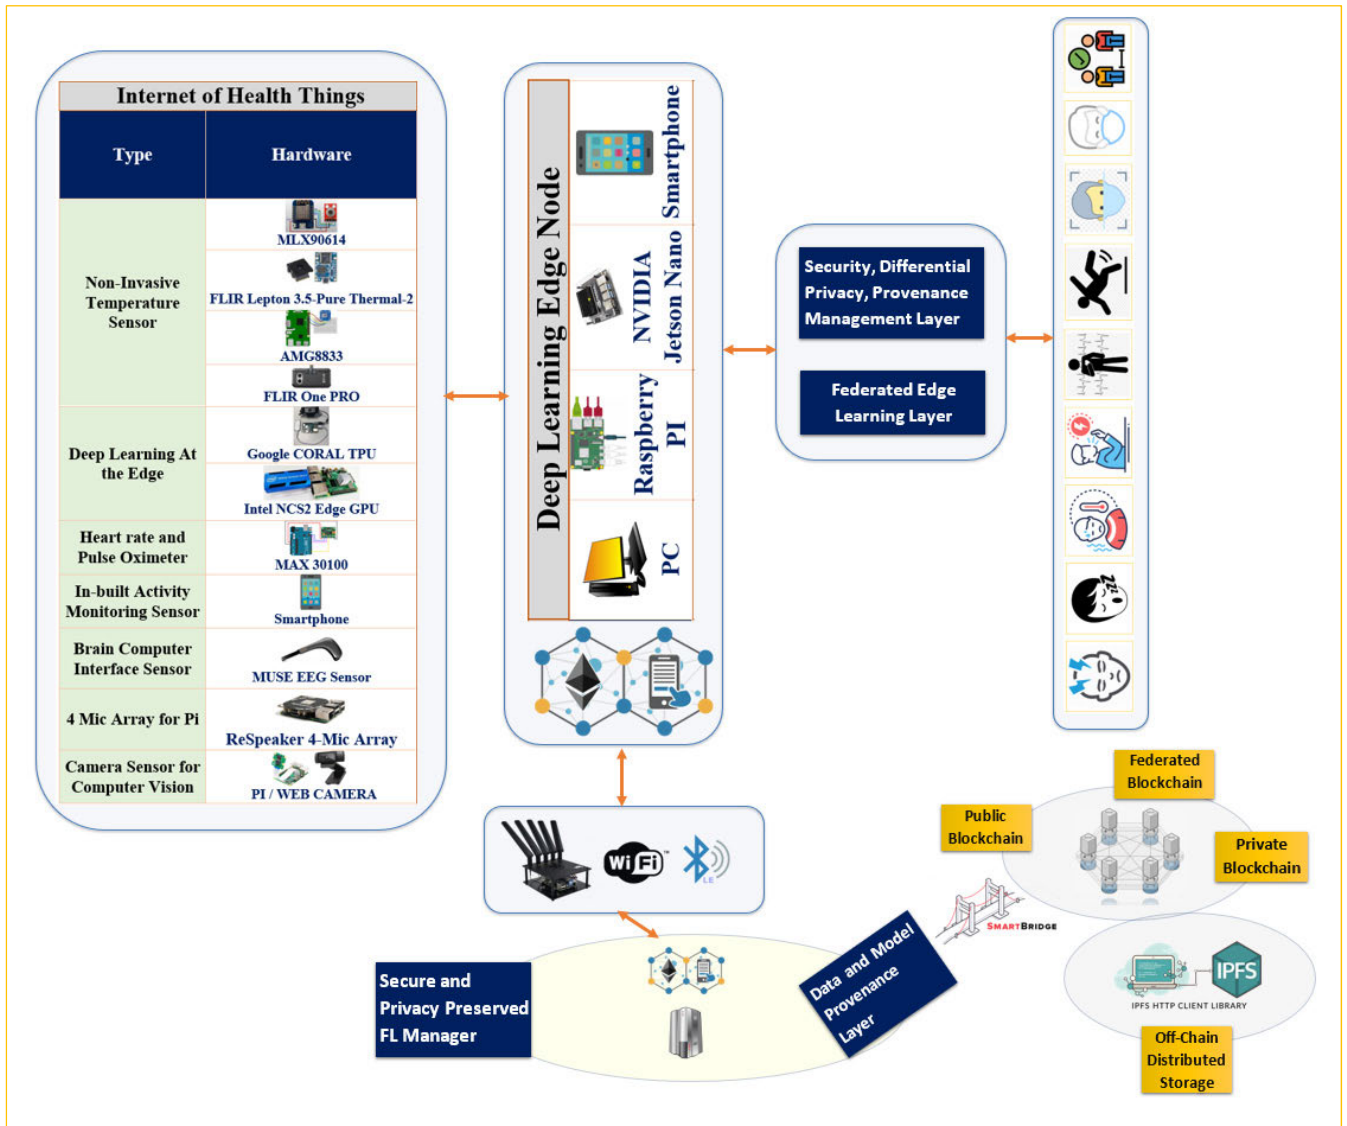 Internet of Health Things
Type
Hardware
Non-Invasive
Temperature
Sensor
MLX90614
FLIR Lepton 3.5-Pure Thermal-2
AMG8833
FLIR One PRO
Deep Learning At
the Edge
Google CORAL TPU
Intel NCS2 Edge GPU
Heart rate and
Pulse Oximeter
MAX 30100
In-built Activity
Monitoring Sensor
Smartphone
Brain Computer
Interface Sensor
MUSE EEG Sensor
4 Mic Array for Pi
ReSpeaker 4-Mic Array
Camera Sensor for
Computer Vision
PI / WEB CAMERA
Deep Learning Edge Node
Smartphone
NVIDIA
Jetson Nano
Raspberry
PI
PC
Security, Differential
Privacy, Provenance
Management Layer
Federated Edge
Learning Layer
WiFi™
LE
Secure and
Privacy Preserved
FL Manager
Data and Model
Provenance
Layer
SMARTBRIDGE
Federated
Blockchain
Public
Blockchain
Private
Blockchain
IPFS
IPFS HTTP CLIENT LIBRARY
Off-Chain
Distributed
Storage